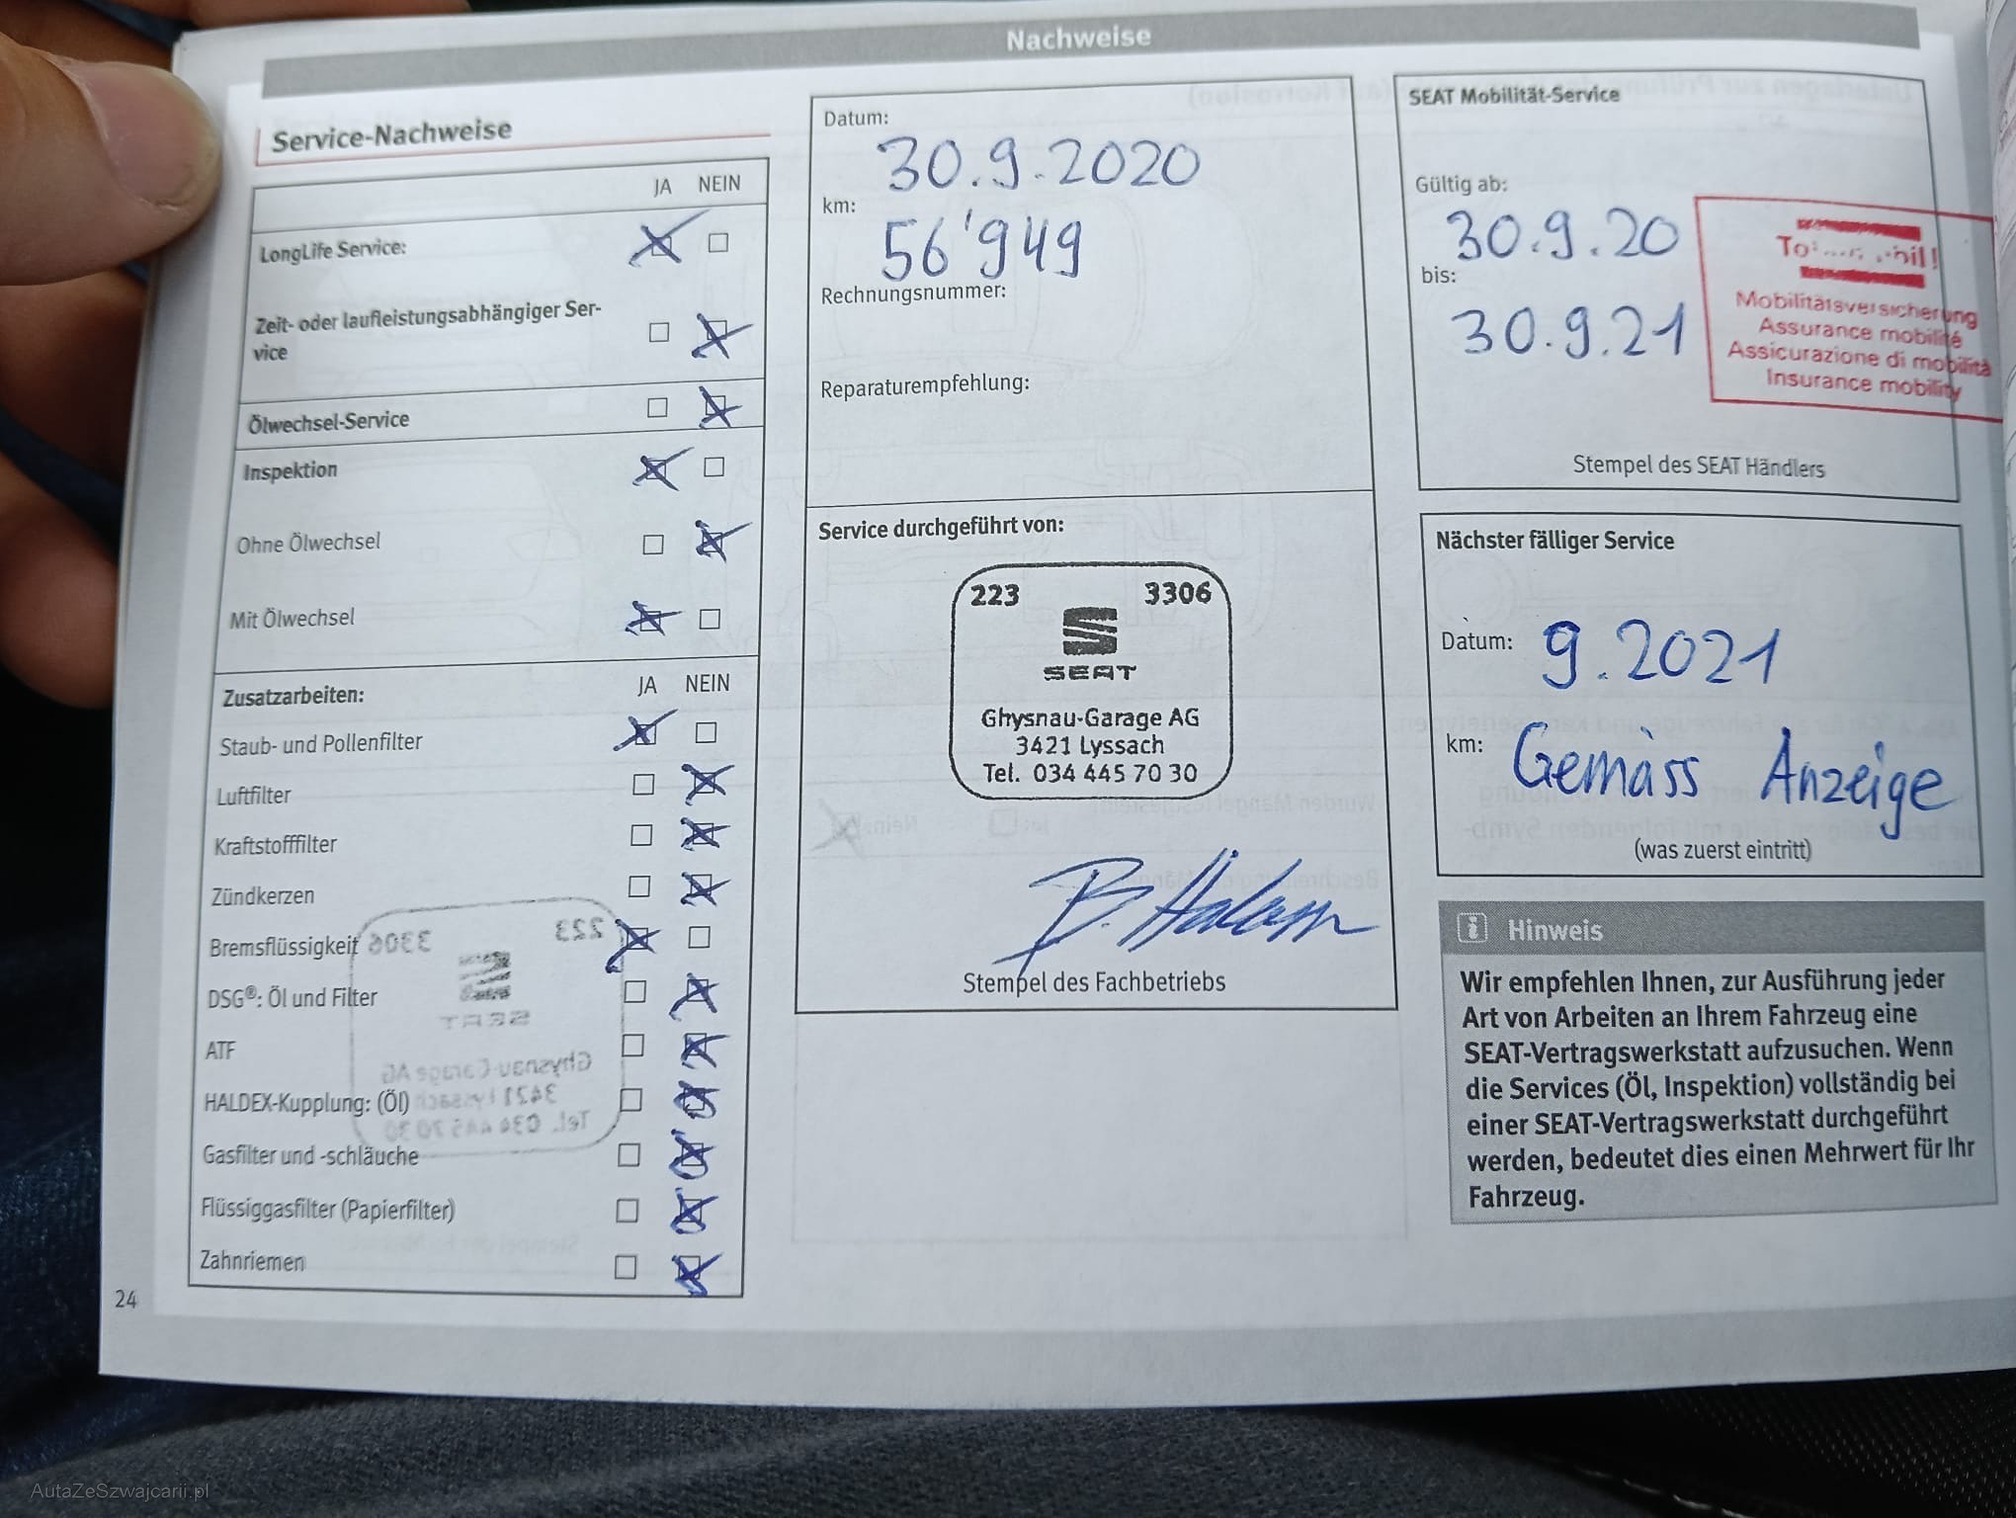 Nachweise
Service-Nachweise
JA NEIN
LongLife Service:
Zeit- oder laufleistungsabhängiger Ser-
vice
Ölwechsel-Service
Inspektion
Ohne Ölwechsel
Mit Ölwechsel
Zusatzarbeiten: JA NEIN
Staub- und Pollenfilter
Luftfilter
Kraftstofffilter
Zündkerzen
Bremsflüssigkeit
DSG®: Öl und Filter
ATF
HALDEX-Kupplung: (Öl)
Gasfilter und -schläuche
Flüssiggasfilter (Papierfilter)
Zahnriemen
24
Datum:
30.9.2020
km:
56'949
Rechnungsnummer:
Reparaturempfehlung:
Service durchgeführt von:
223 3306
SEAT
Ghysnau-Garage AG
3421 Lyssach
Tel. 034 445 70 30
Stempel des Fachbetriebs
SEAT Mobilität-Service
Gültig ab:
30.9.20
bis:
30.9.21
Mobilitätsversicherung
Assurance mobilité
Assicurazione di mobilità
Insurance mobility
Stempel des SEAT Händlers
Nächster fälliger Service
Datum: 9.2021
km: Gemäss Anzeige
(was zuerst eintritt)
Hinweis
Wir empfehlen Ihnen, zur Ausführung jeder
Art von Arbeiten an Ihrem Fahrzeug eine
SEAT-Vertragswerkstatt aufzusuchen. Wenn
die Services (Öl, Inspektion) vollständig bei
einer SEAT-Vertragswerkstatt durchgeführt
werden, bedeutet dies einen Mehrwert für Ihr
Fahrzeug.
AutaZeSzwajcarii.pl